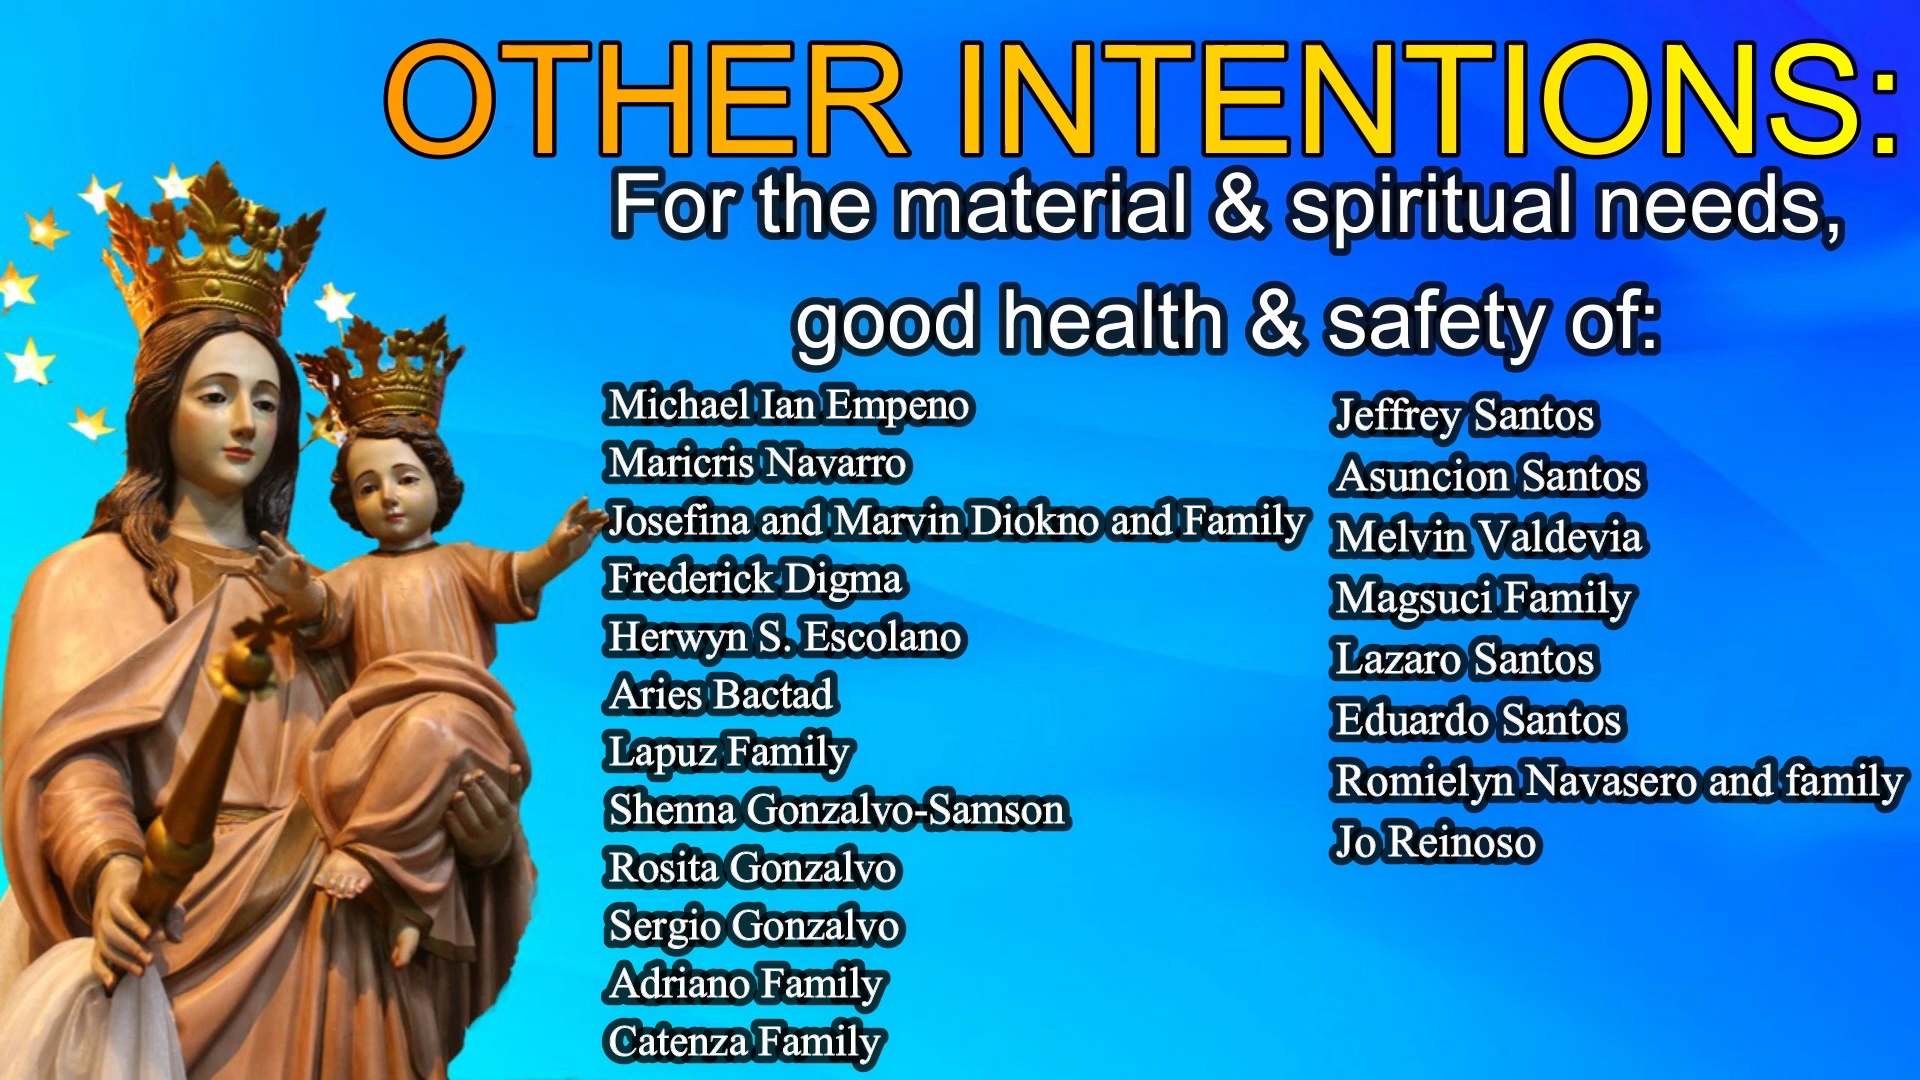 OTHER INTENTIONS:
For the material & spiritual needs,
good health & safety of:
Michael Ian Empeno
Maricris Navarro
Josefina and Marvin Diokno and Family
Frederick Digma
Herwyn S. Escolano
Aries Bactad
Lapuz Family
Shenna Gonzalvo-Samson
Rosita Gonzalvo
Sergio Gonzalvo
Adriano Family
Catenza Family
Jeffrey Santos
Asuncion Santos
Melvin Valdevia
Magsuci Family
Lazaro Santos
Eduardo Santos
Romielyn Navasero and family
Jo Reinoso